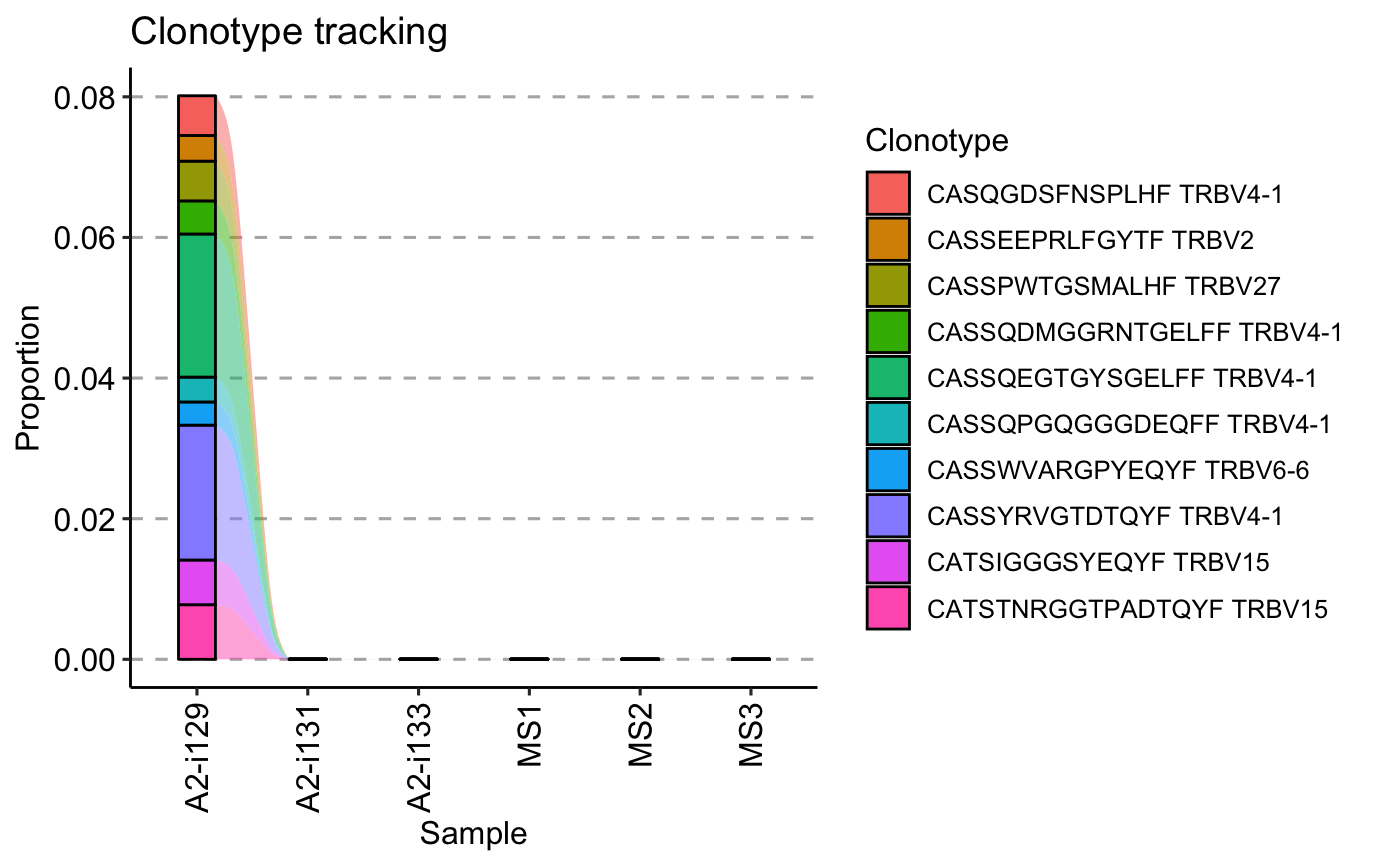 Clonotype tracking
0.08
0.06
0.04
0.02
0.00
Proportion
A2-i129
A2-i131
A2-i133
MS1
MS2
MS3
Sample
Clonotype
CASQGDSFNSPLHF TRBV4-1
CASSEEPRLFGYTF TRBV2
CASSPWTGSMALHF TRBV27
CASSQDMGGRNTGELFF TRBV4-1
CASSQEGTGYSGELFF TRBV4-1
CASSQPGQGGGDEQFF TRBV4-1
CASSWVARGPYEQYF TRBV6-6
CASSYRVGTDTQYF TRBV4-1
CATSIGGGSYEQYF TRBV15
CATSTNRGGTPADTQYF TRBV15